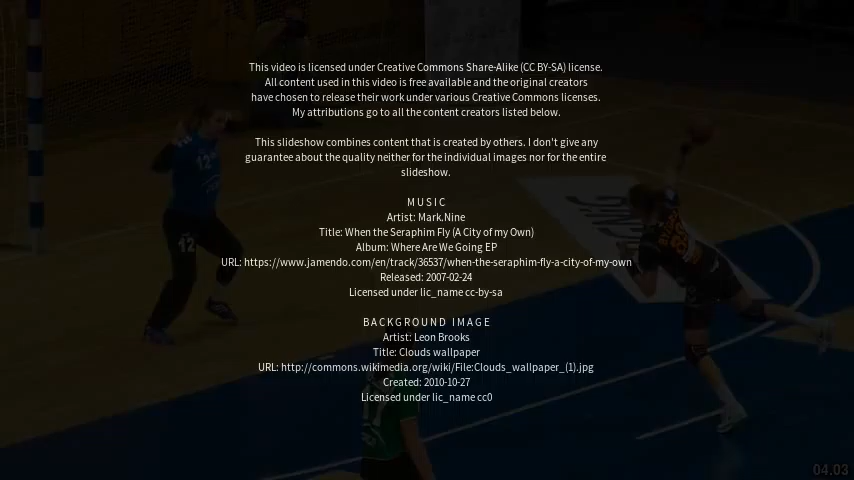 This video is licensed under Creative Commons Share-Alike (CC BY-SA) license.
All content used in this video is free available and the original creators
have chosen to release their work under various Creative Commons licenses.
My attributions go to all the content creators listed below.
This slideshow combines content that is created by others. I don't give any
guarantee about the quality neither for the individual images nor for the entire
slideshow.
MUSIC
Artist: Mark.Nine
Title: When the Seraphim Fly (A City of my Own)
Album: Where Are We Going EP
URL: https://www.jamendo.com/en/track/36537/when-the-seraphim-fly-a-city-of-my-own
Released: 2007-02-24
Licensed under lic_name cc-by-sa
BACKGROUND IMAGE
Artist: Leon Brooks
Title: Clouds wallpaper
URL: http://commons.wikimedia.org/wiki/File:Clouds_wallpaper_(1).jpg
Created: 2010-10-27
Licensed under lic_name cc0
12
12
04.03